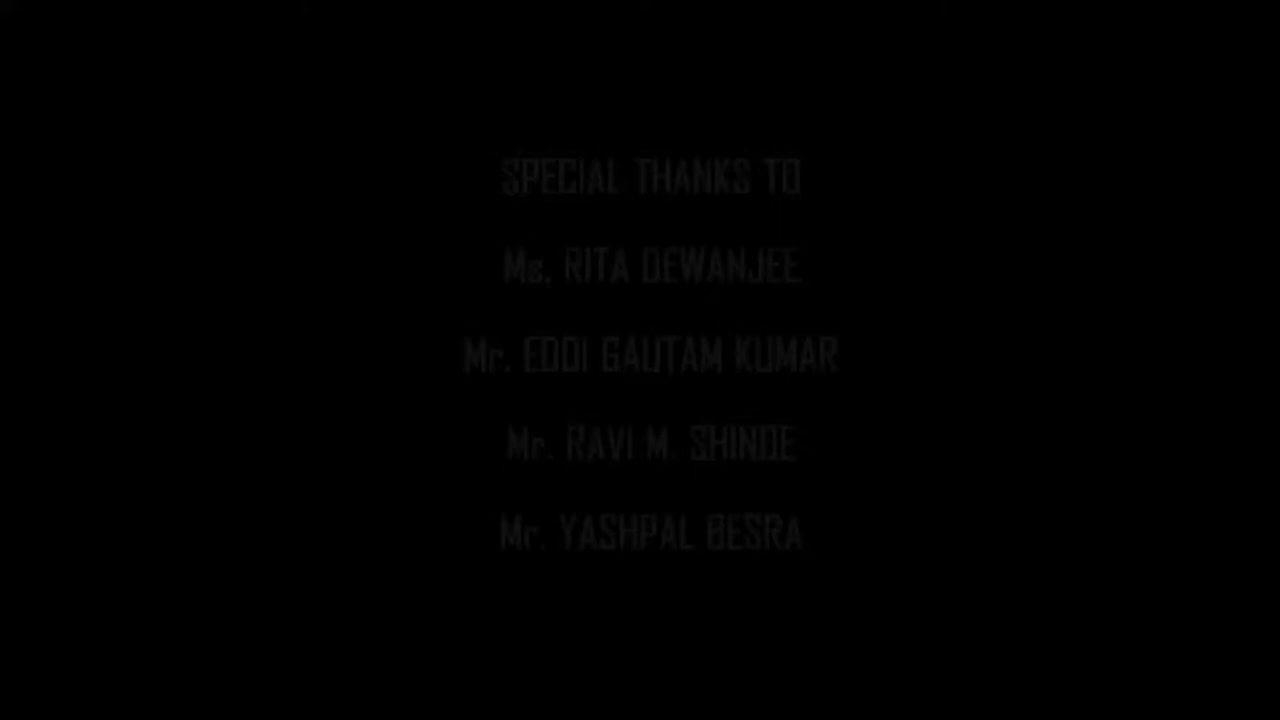 SPECIAL THANKS TO
Ms. RITA DEWANJEE
Mr. EDDI GAUTAM KUMAR
Mr. RAVI M. SHINDE
Mr. YASHPAL BESRA